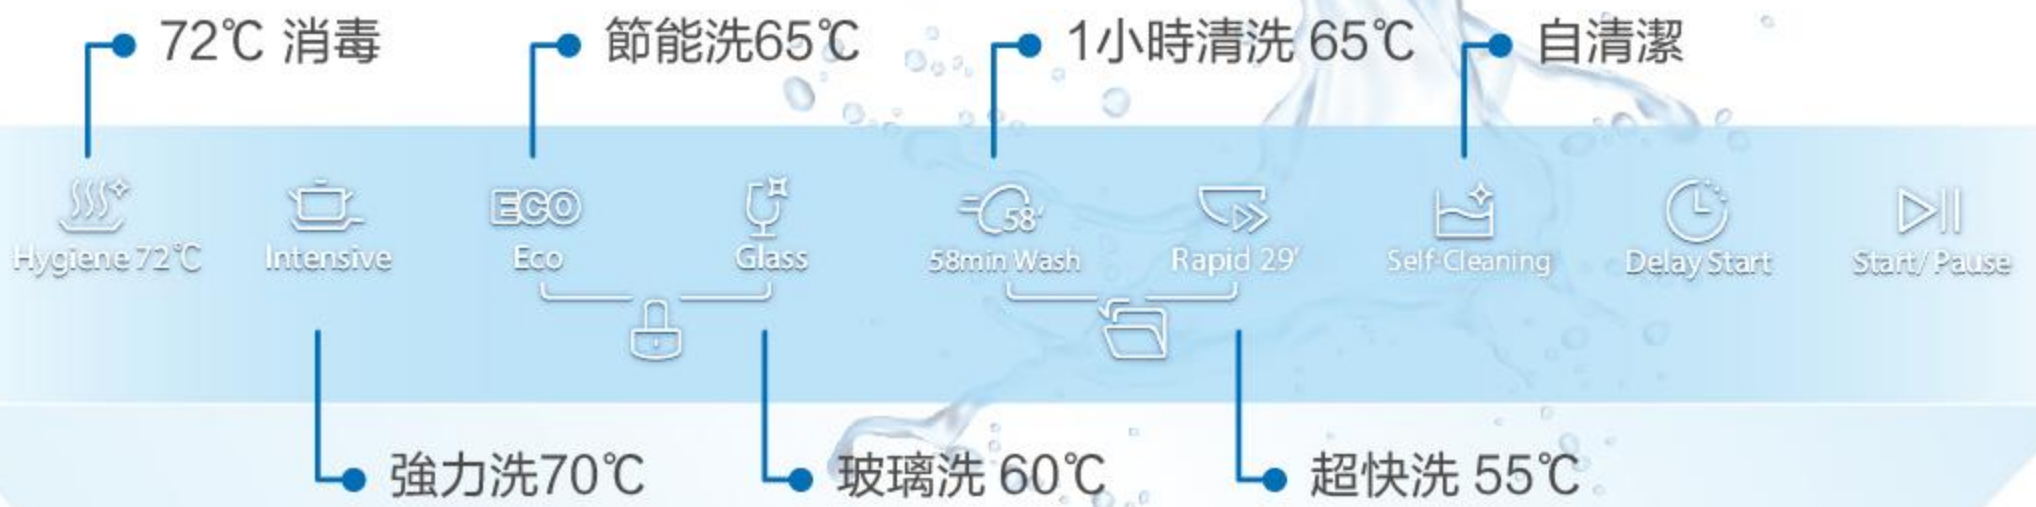 72℃ 消毒
節能洗65℃
1小時清洗 65℃
自清潔
ECO
58'
Hygiene 72℃
Intensive
Eco
Glass
58min Wash
Rapid 29'
Self-Cleaning
Delay Start
Start/Pause
強力洗70℃
玻璃洗 60℃
超快洗 55℃